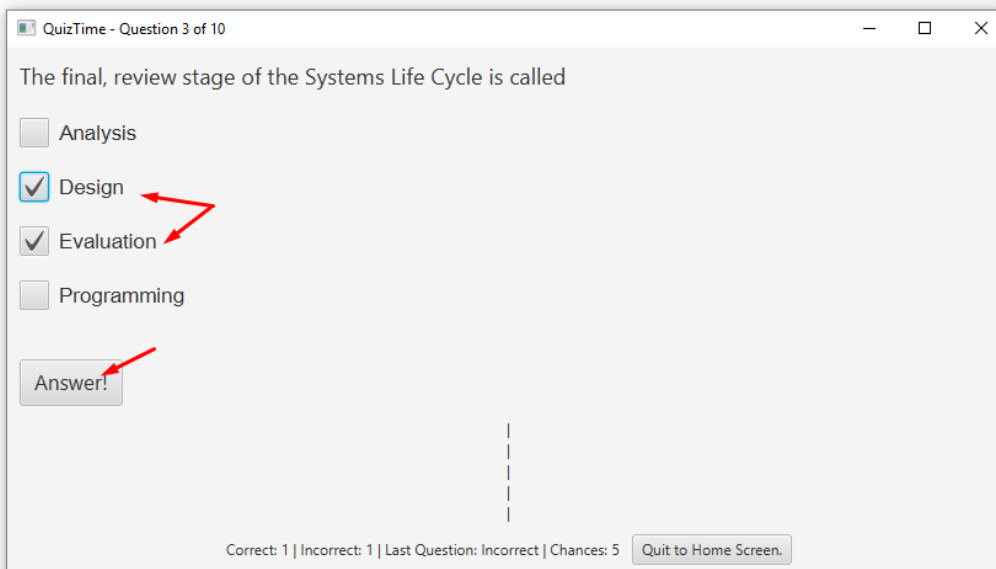 QuizTime - Question 3 of 10
The final, review stage of the Systems Life Cycle is called
Analysis
Design
Evaluation
Programming
Answer!
|
|
|
|
|
Correct: 1 | Incorrect: 1 | Last Question: Incorrect | Chances: 5 Quit to Home Screen.